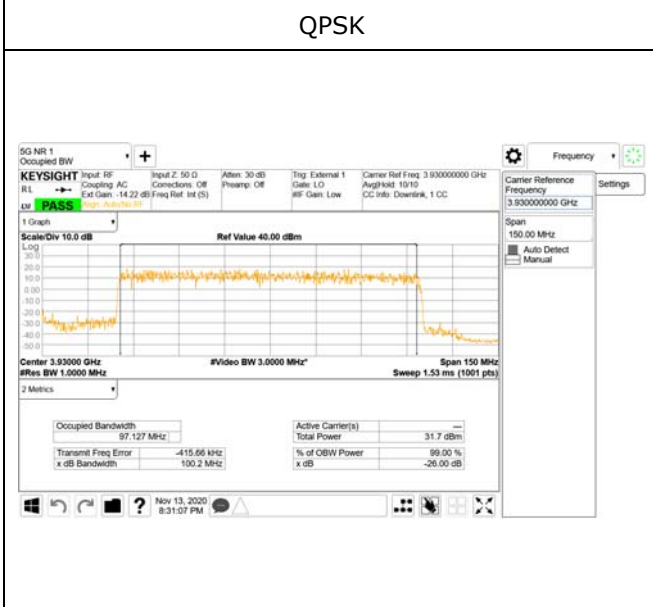 QPSK
5G NR 1
Occupied BW
+
Frequency
KEYSIGHT
Input: RF
Coupling: AC
Ext Gain: -14.22 dB
Align: Auto/No RF
RL
PASS
Input Z: 50 Ω
Corrections: Off
Freq Ref: Int (S)
Atten: 30 dB
Preamp: Off
Trig: External 1
Gate: LO
#IF Gain: Low
Carrier Ref Freq: 3.930000000 GHz
Avg|Hold: 10/10
CC Info: Downlink, 1 CC
Carrier Reference
Frequency
3.930000000 GHz
Settings
Span
150.00 MHz
Auto Detect
Manual
1 Graph
Scale/Div 10.0 dB
Ref Value 40.00 dBm
Log
30.0
20.0
10.0
0.00
-10.0
-20.0
-30.0
-40.0
-50.0
Center 3.93000 GHz
#Video BW 3.0000 MHz*
Span 150 MHz
#Res BW 1.0000 MHz
Sweep 1.53 ms (1001 pts)
2 Metrics
Occupied Bandwidth
97.127 MHz
Transmit Freq Error -415.66 kHz
x dB Bandwidth 100.2 MHz
Active Carrier(s) ---
Total Power 31.7 dBm
% of OBW Power 99.00 %
x dB -26.00 dB
?
Nov 13, 2020
8:31:07 PM